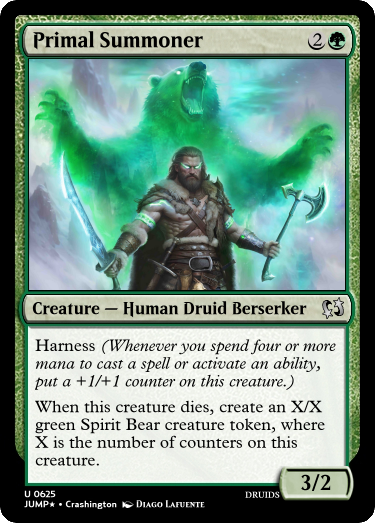 Primal Summoner 2
Creature — Human Druid Berserker
Harness (Whenever you spend four or more
mana to cast a spell or activate an ability,
put a +1/+1 counter on this creature.)
When this creature dies, create an X/X
green Spirit Bear creature token, where
X is the number of counters on this
creature.
3/2
U 0625
DRUIDS
JUMP★ • Crashington Diago Lafuente